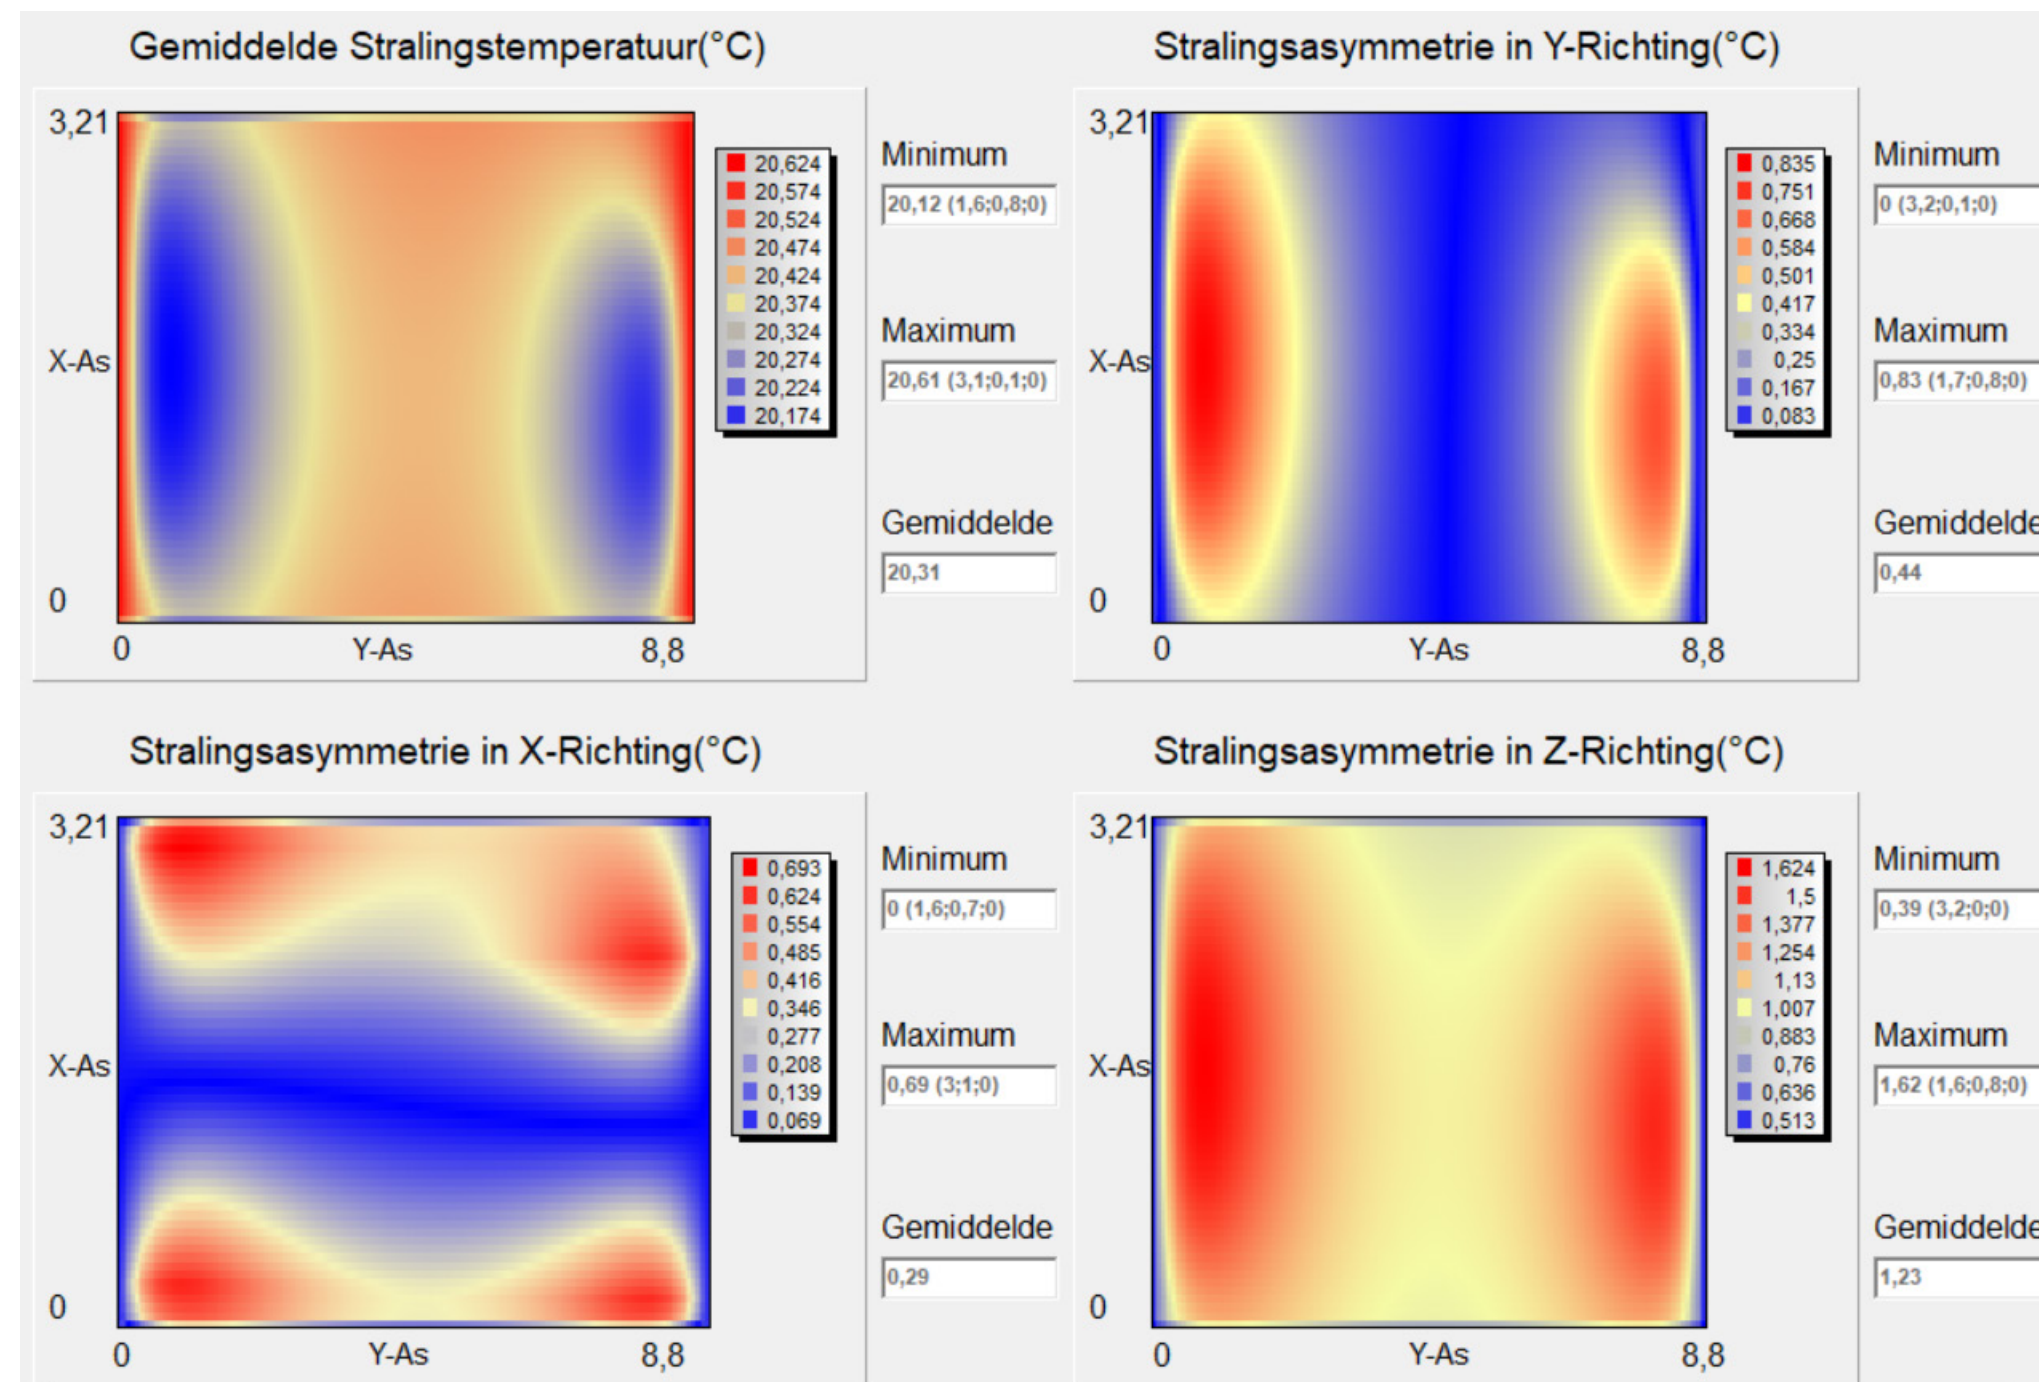 Gemiddelde Stralingstemperatuur(°C)
3,21
X-As
0
0
Y-As
8,8
20,624
20,574
20,524
20,474
20,424
20,374
20,324
20,274
20,224
20,174
Minimum
20,12 (1,6;0,8;0)
Maximum
20,61 (3,1;0,1;0)
Gemiddelde
20,31
Stralingsasymmetrie in Y-Richting(°C)
3,21
X-As
0
0
Y-As
8,8
0,835
0,751
0,668
0,584
0,501
0,417
0,334
0,25
0,167
0,083
Minimum
0 (3,2;0,1;0)
Maximum
0,83 (1,7;0,8;0)
Gemiddelde
0,44
Stralingsasymmetrie in X-Richting(°C)
3,21
X-As
0
0
Y-As
8,8
0,693
0,624
0,554
0,485
0,416
0,346
0,277
0,208
0,139
0,069
Minimum
0 (1,6;0,7;0)
Maximum
0,69 (3;1;0)
Gemiddelde
0,29
Stralingsasymmetrie in Z-Richting(°C)
3,21
X-As
0
0
Y-As
8,8
1,624
1,5
1,377
1,254
1,13
1,007
0,883
0,76
0,636
0,513
Minimum
0,39 (3,2;0;0)
Maximum
1,62 (1,6;0,8;0)
Gemiddelde
1,23